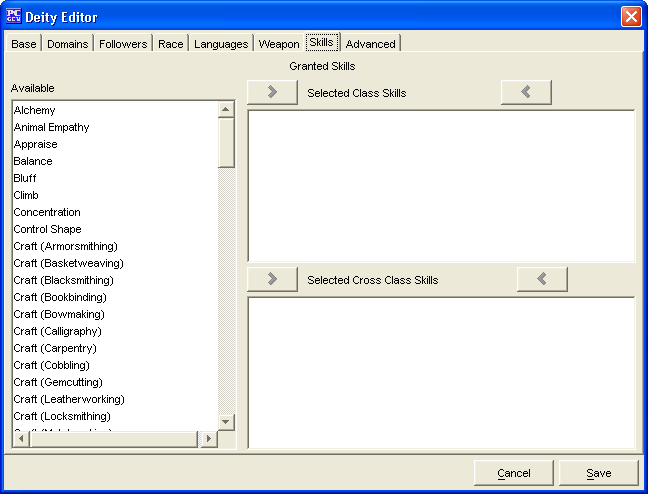 PC GEN Deity Editor
Base Domains Followers Race Languages Weapon Skills Advanced
Granted Skills
Available
Selected Class Skills
Alchemy
Animal Empathy
Appraise
Balance
Bluff
Climb
Concentration
Control Shape
Craft (Armorsmithing)
Craft (Basketweaving)
Craft (Blacksmithing)
Craft (Bookbinding)
Craft (Bowmaking)
Craft (Calligraphy)
Craft (Carpentry)
Craft (Cobbling)
Craft (Gemcutting)
Craft (Leatherworking)
Craft (Locksmithing)
Selected Cross Class Skills
Cancel Save